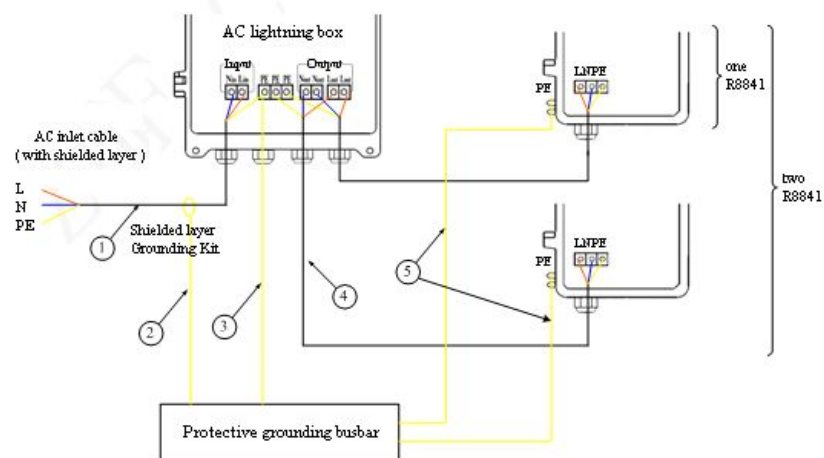 AC lightning box
Input
Output
Nin Lin
PE PE PE
Nout Nout
Lout Lout
LNPE
PE
one
R8841
AC inlet cable
( with shielded layer )
L
N
PE
1
Shielded layer
Grounding Kit
two
R8841
LNPE
PE
2
3
4
5
Protective grounding busbar